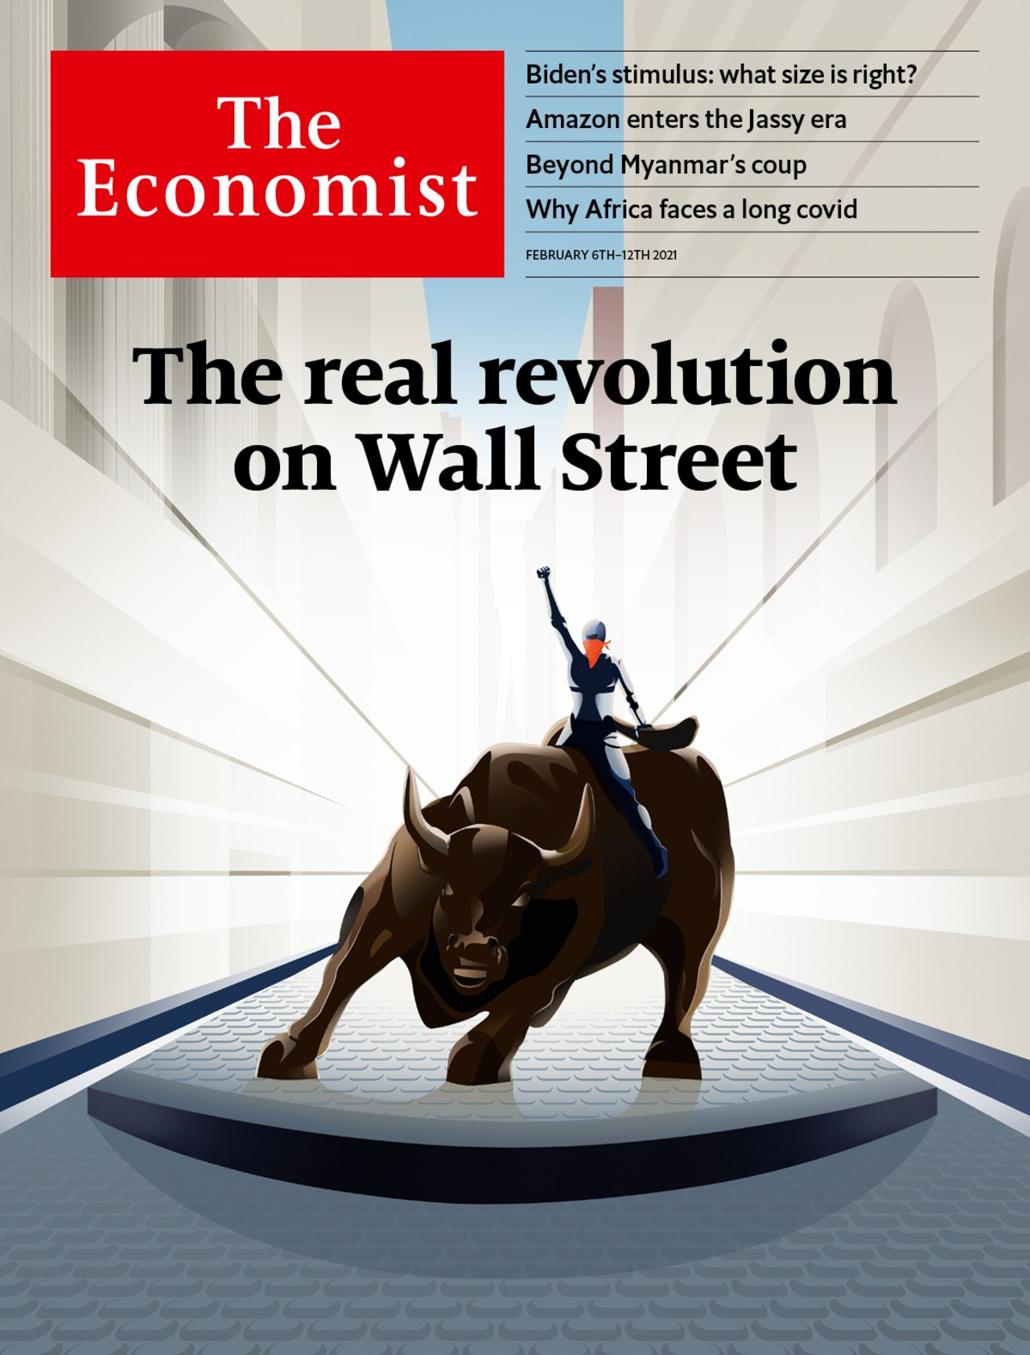 The
Economist
Biden’s stimulus: what size is right?
Amazon enters the Jassy era
Beyond Myanmar’s coup
Why Africa faces a long covid
FEBRUARY 6TH–12TH 2021
The real revolution
on Wall Street